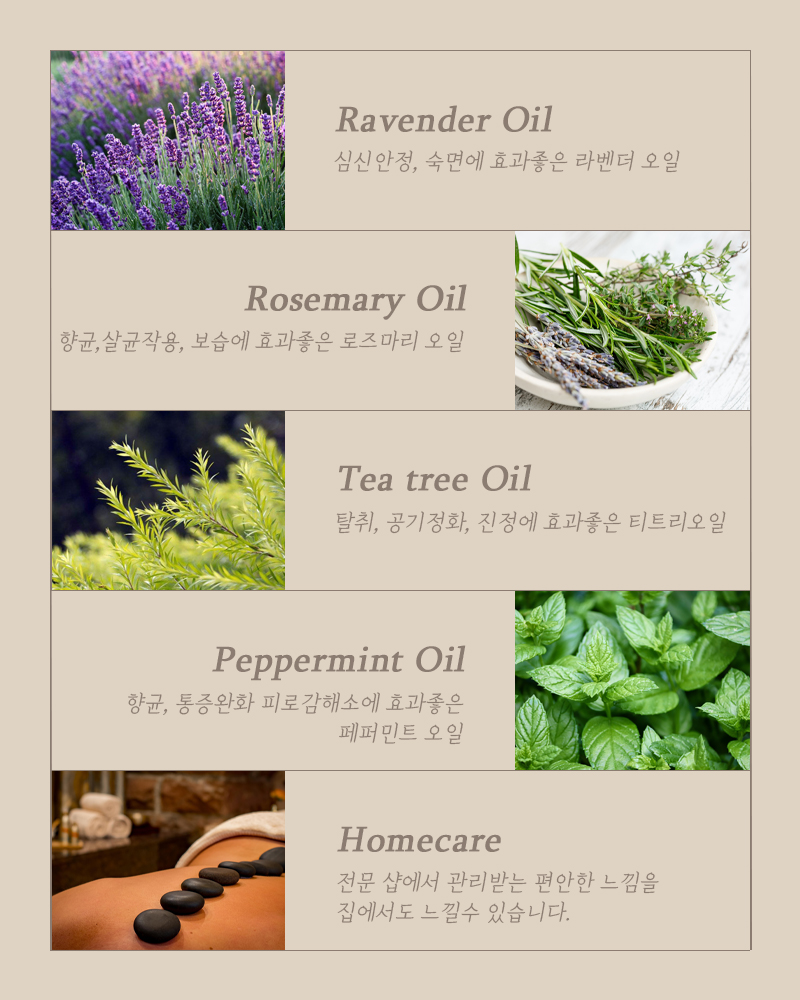 Ravender Oil
심신안정, 숙면에 효과좋은 라벤더 오일
Rosemary Oil
향균,살균작용, 보습에 효과좋은 로즈마리 오일
Tea tree Oil
탈취, 공기정화, 진정에 효과좋은 티트리오일
Peppermint Oil
향균, 통증완화 피로감해소에 효과좋은
페퍼민트 오일
Homecare
전문 샵에서 관리받는 편안한 느낌을
집에서도 느낄수 있습니다.